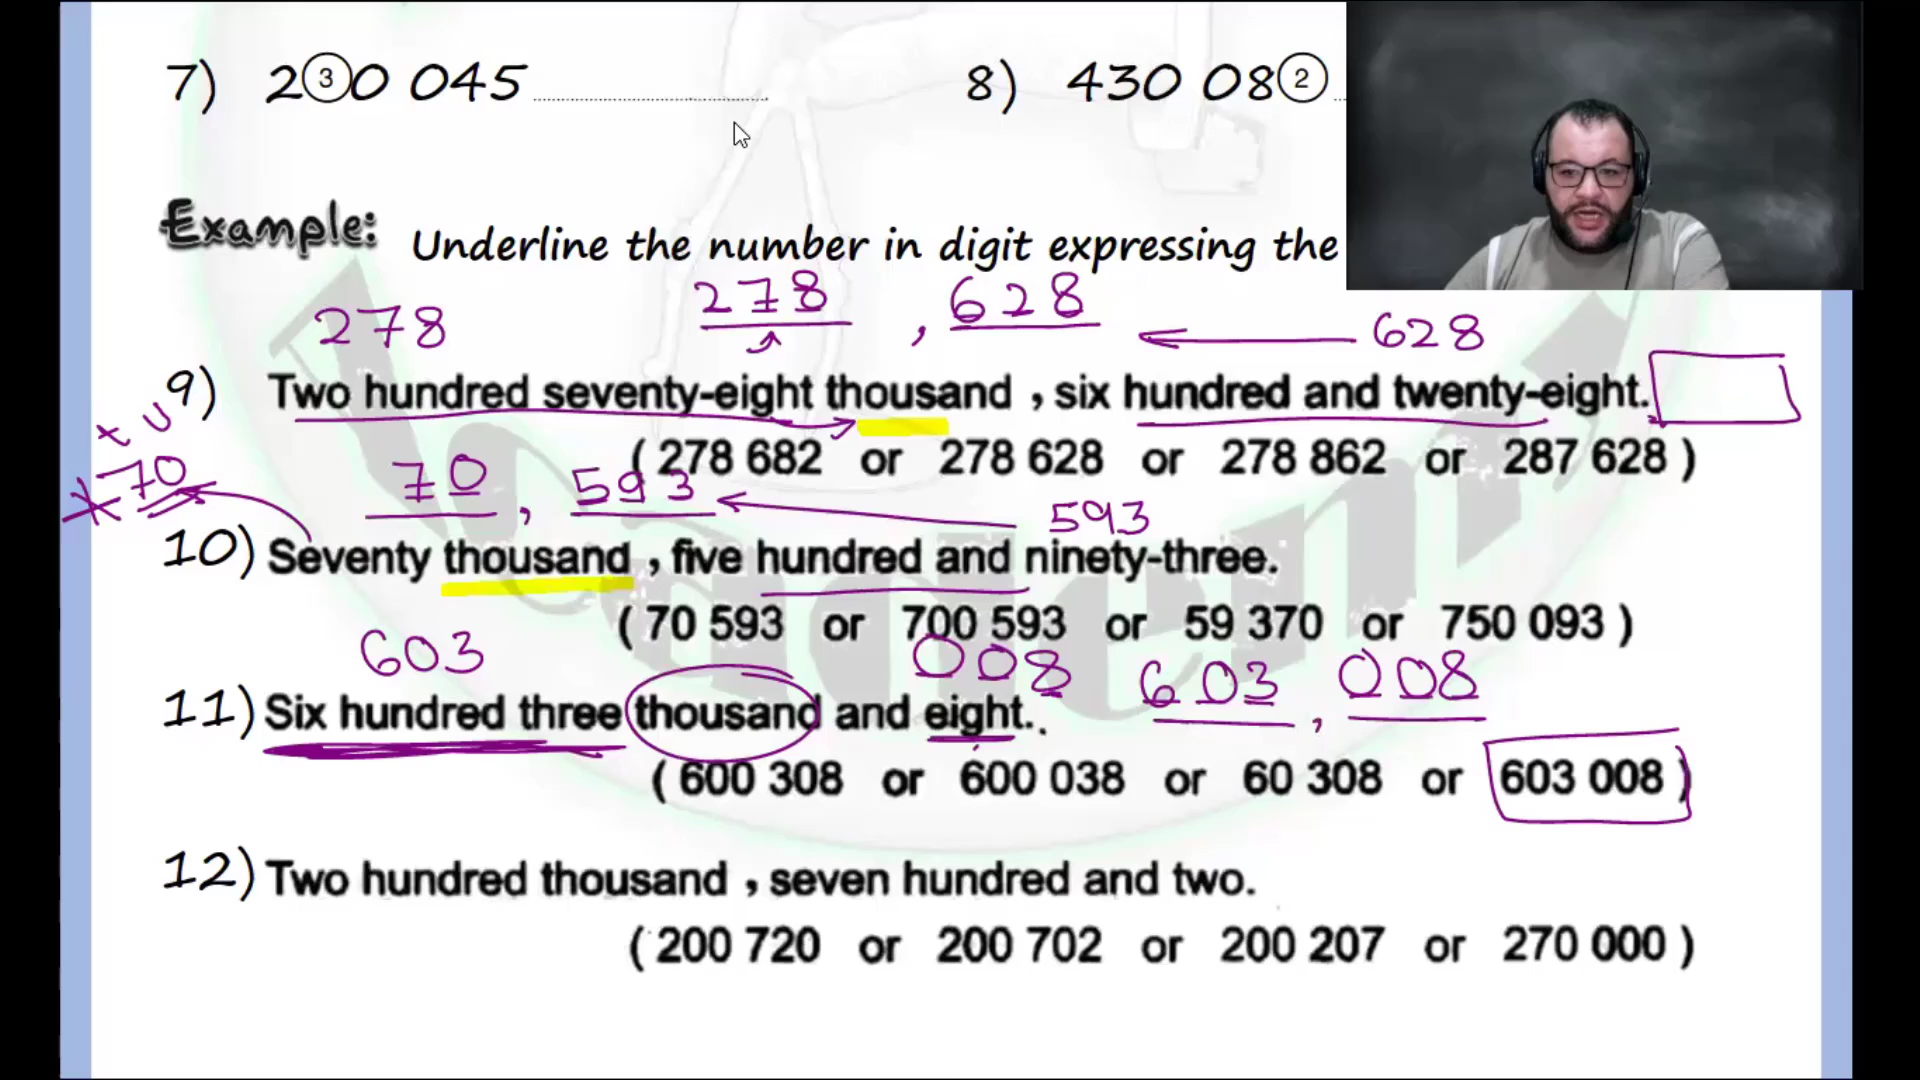 7) 2③0 045 ........................
8) 430 08② ..
Example: Underline the number in digit expressing the
278 278 , 628 628
9) Two hundred seventy-eight thousand , six hundred and twenty-eight.
t u
( 278 682 or 278 628 or 278 862 or 287 628 )
70 70 , 593 593
10) Seventy thousand , five hundred and ninety-three.
( 70 593 or 700 593 or 59 370 or 750 093 )
603 008 603 , 008
11) Six hundred three thousand and eight. .
( 600 308 or 600 038 or 60 308 or 603 008 )
12) Two hundred thousand , seven hundred and two.
( 200 720 or 200 702 or 200 207 or 270 000 )